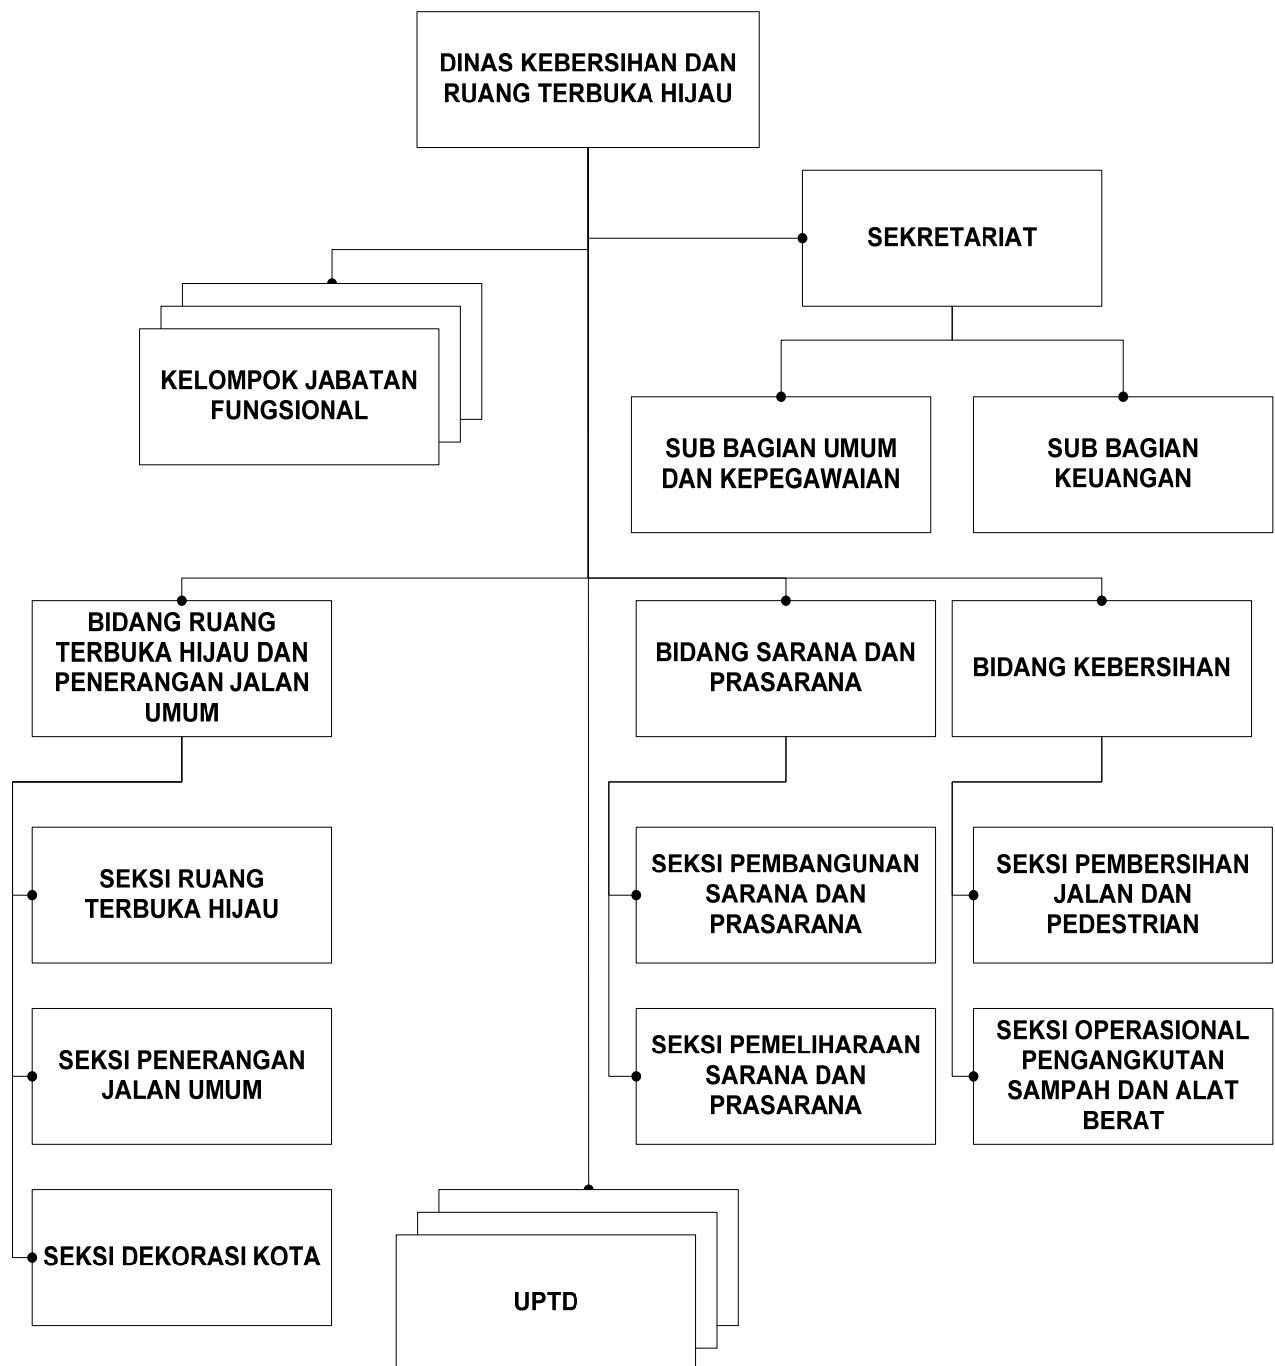 DINAS KEBERSIHAN DAN
RUANG TERBUKA HIJAU
SEKRETARIAT
KELOMPOK JABATAN
FUNGSIONAL
SUB BAGIAN UMUM
DAN KEPEGAWAIAN
SUB BAGIAN
KEUANGAN
BIDANG RUANG
TERBUKA HIJAU DAN
PENERANGAN JALAN
UMUM
BIDANG SARANA DAN
PRASARANA
BIDANG KEBERSIHAN
SEKSI RUANG
TERBUKA HIJAU
SEKSI PEMBANGUNAN
SARANA DAN
PRASARANA
SEKSI PEMBERSIHAN
JALAN DAN
PEDESTRIAN
SEKSI PENERANGAN
JALAN UMUM
SEKSI PEMELIHARAAN
SARANA DAN
PRASARANA
SEKSI OPERASIONAL
PENGANGKUTAN
SAMPAH DAN ALAT
BERAT
SEKSI DEKORASI KOTA
UPTD